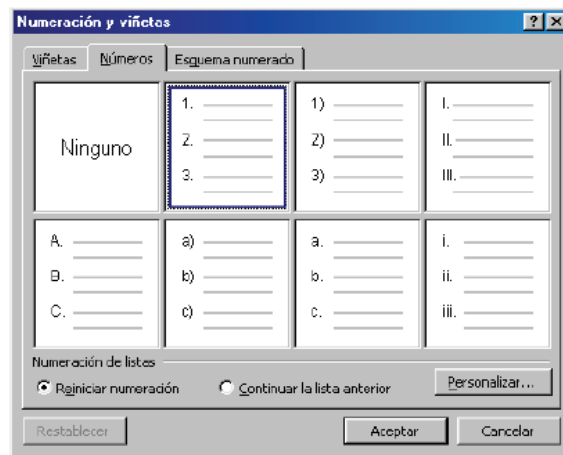 Numeración y viñetas
Viñetas Números Esquema numerado
Ninguno
1.
2.
3.
1)
2)
3)
I.
II.
III.
A.
B.
C.
a)
b)
c)
a.
b.
c.
i.
ii.
iii.
Numeración de listas
Reiniciar numeración Continuar la lista anterior Personalizar...
Restablecer Aceptar Cancelar